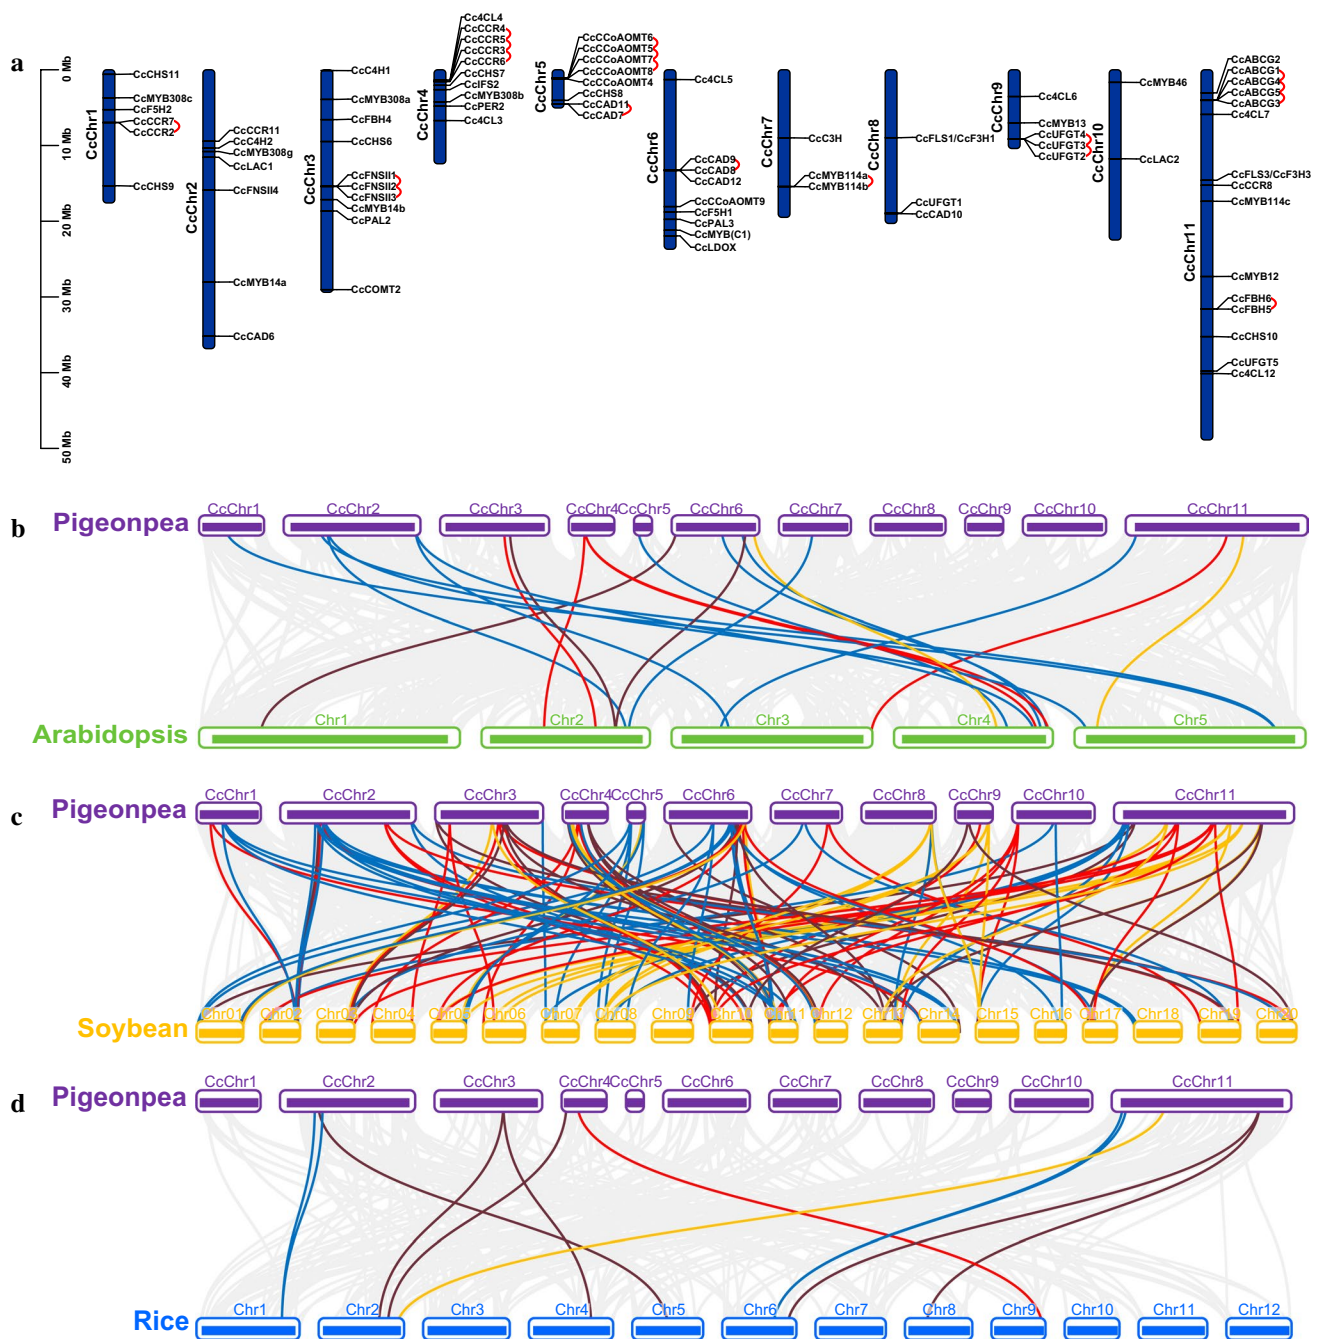 a
0 Mb
10 Mb
20 Mb
30 Mb
40 Mb
50 Mb
CcChr1
CcCHS11
CcMYB308c
CcF5H2
CcCCR7
CcCCR2
CcCHS9
CcChr2
CcCCR11
CcC4H2
CcMYB308g
CcLAC1
CcFNSII4
CcMYB14a
CcCAD6
CcChr3
CcC4H1
CcMYB308a
CcFBH4
CcCHS6
CcFNSII1
CcFNSII2
CcFNSII3
CcMYB14b
CcPAL2
CcCOMT2
CcChr4
Cc4CL4
CcCCR4
CcCCR5
CcCCR3
CcCCR6
CcCHS7
CcIFS2
CcMYB308b
CcPER2
Cc4CL3
CcChr5
CcCCoAOMT6
CcCCoAOMT5
CcCCoAOMT7
CcCCoAOMT8
CcCCoAOMT4
CcCHS8
CcCAD11
CcCAD7
CcChr6
Cc4CL5
CcCAD9
CcCAD8
CcCAD12
CcCCoAOMT9
CcF5H1
CcPAL3
CcMYB(C1)
CcLDOX
CcChr7
CcC3H
CcMYB114a
CcMYB114b
CcChr8
CcFLS1/CcF3H1
CcUFGT1
CcCAD10
CcChr9
Cc4CL6
CcMYB13
CcUFGT4
CcUFGT3
CcUFGT2
CcChr10
CcMYB46
CcLAC2
CcChr11
CcABCG2
CcABCG1
CcABCG4
CcABCG5
CcABCG3
Cc4CL7
CcFLS3/CcF3H3
CcCCR8
CcMYB114c
CcMYB12
CcFBH6
CcFBH5
CcCHS10
CcUFGT5
Cc4CL12
b
Pigeonpea
CcChr1 CcChr2 CcChr3 CcChr4 CcChr5 CcChr6 CcChr7 CcChr8 CcChr9 CcChr10 CcChr11
Arabidopsis
Chr1 Chr2 Chr3 Chr4 Chr5
c
Pigeonpea
CcChr1 CcChr2 CcChr3 CcChr4 CcChr5 CcChr6 CcChr7 CcChr8 CcChr9 CcChr10 CcChr11
Soybean
Chr01 Chr02 Chr03 Chr04 Chr05 Chr06 Chr07 Chr08 Chr09 Chr10 Chr11 Chr12 Chr13 Chr14 Chr15 Chr16 Chr17 Chr18 Chr19 Chr20
d
Pigeonpea
CcChr1 CcChr2 CcChr3 CcChr4 CcChr5 CcChr6 CcChr7 CcChr8 CcChr9 CcChr10 CcChr11
Rice
Chr1 Chr2 Chr3 Chr4 Chr5 Chr6 Chr7 Chr8 Chr9 Chr10 Chr11 Chr12